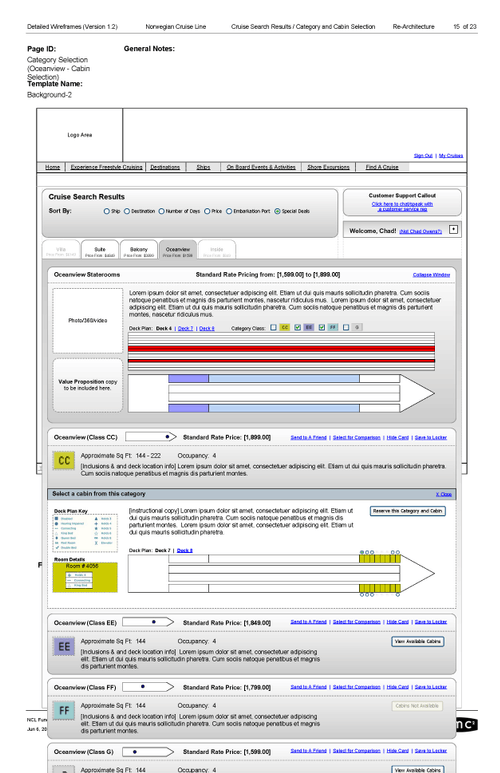 Detailed Wireframes (Version 1.2) Norwegian Cruise Line Cruise Search Results / Category and Cabin Selection Re-Architecture 15 of 23
Page ID: General Notes:
Category Selection
(Oceanview - Cabin
Selection)
Template Name:
Background-2
Logo Area
Sign Out | My Cruises
Home Experience Freestyle Cruising Destinations Ships On Board Events & Activities Shore Excursions Find A Cruise
Cruise Search Results
Sort By: Ship Destination Number of Days Price Embarkation Port Special Deals
Customer Support Callout
Click here to chat/speak with
a customer service rep
Welcome, Chad! (Not Chad Owens?) +
Villa Suite Balcony Oceanview Inside
Oceanview Staterooms Standard Rate Pricing from: [1,599.00] to [1,899.00] Collapse Window
Photo/360/video
Lorem ipsum dolor sit amet, consectetuer adipiscing elit. Etiam ut dui quis mauris sollicitudin pharetra. Cum sociis
natoque penatibus et magnis dis parturient montes, nascetur ridiculus mus. Lorem ipsum dolor sit amet, consectetuer
adipiscing elit. Etiam ut dui quis mauris sollicitudin pharetra. Cum sociis natoque penatibus et magnis dis parturient
montes.
Deck Plan: Deck 4 | Deck 7 | Deck 8 Category Class: CC EE FF G
Value Proposition copy
to be included here.
Oceanview (Class CC) Standard Rate Price: [1,899.00] Send to A Friend | Select for Comparison | Hide Card | Save to Locker
CC
Approximate Sq Ft: 144 - 222 Occupancy: 4
[Inclusions & and deck location info] Lorem ipsum dolor sit amet, consectetuer adipiscing elit. Etiam ut dui quis mauris sollicitudin
pharetra. Cum sociis natoque penatibus et magnis dis parturient montes.
Select a cabin from this category X Close
Deck Plan Key
[Instructional copy] Lorem ipsum dolor sit amet, consectetuer adipiscing elit. Etiam ut
dui quis mauris sollicitudin pharetra. Cum sociis natoque penatibus et magnis dis
parturient montes. Lorem ipsum dolor sit amet, consectetuer adipiscing elit. Etiam ut
dui quis mauris sollicitudin pharetra.
Reserve this Category and Cabin
Deck Plan: Deck 7 | Deck 8
Room Details
Room # 4056
Oceanview (Class EE) Standard Rate Price: [1,849.00] Send to A Friend | Select for Comparison | Hide Card | Save to Locker
EE
Approximate Sq Ft: 144 Occupancy: 4
View Available Cabins
[Inclusions & and deck location info] Lorem ipsum dolor sit amet, consectetuer adipiscing
elit. Etiam ut dui quis mauris sollicitudin pharetra. Cum sociis natoque penatibus et magnis
dis parturient montes.
Oceanview (Class FF) Standard Rate Price: [1,799.00] Send to A Friend | Select for Comparison | Hide Card | Save to Locker
FF
Approximate Sq Ft: 144 Occupancy: 4
Cabins Not Available
[Inclusions & and deck location info] Lorem ipsum dolor sit amet, consectetuer adipiscing
elit. Etiam ut dui quis mauris sollicitudin pharetra. Cum sociis natoque penatibus et magnis
dis parturient montes.
Oceanview (Class G) Standard Rate Price: [1,599.00] Send to A Friend | Select for Comparison | Hide Card | Save to Locker
Approximate Sq Ft: 144 Occupancy: 4